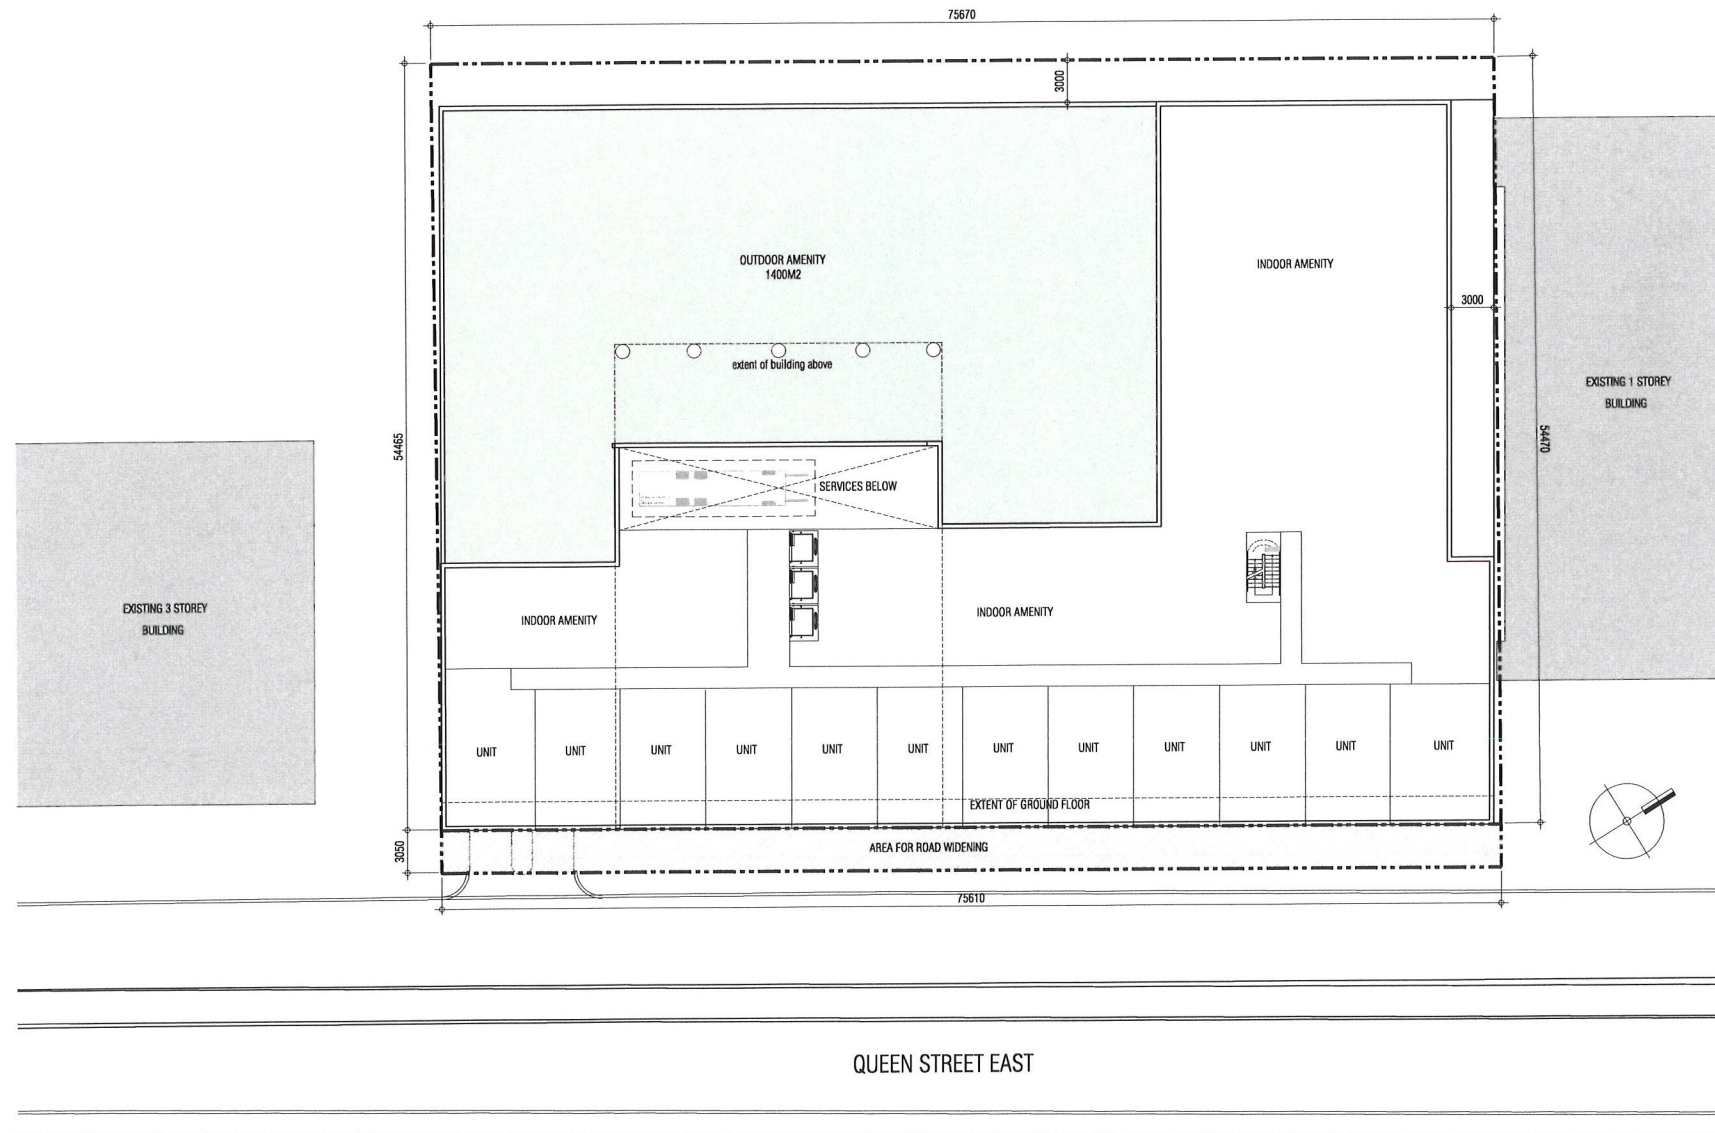 75670
3000
OUTDOOR AMENITY
1400M2
INDOOR AMENITY
3000
extent of building above
EXISTING 1 STOREY
BUILDING
54465
54470
SERVICES BELOW
EXISTING 3 STOREY
BUILDING
INDOOR AMENITY
INDOOR AMENITY
UNIT
UNIT
UNIT
UNIT
UNIT
UNIT
UNIT
UNIT
UNIT
UNIT
UNIT
UNIT
EXTENT OF GROUND FLOOR
3050
AREA FOR ROAD WIDENING
75610
QUEEN STREET EAST